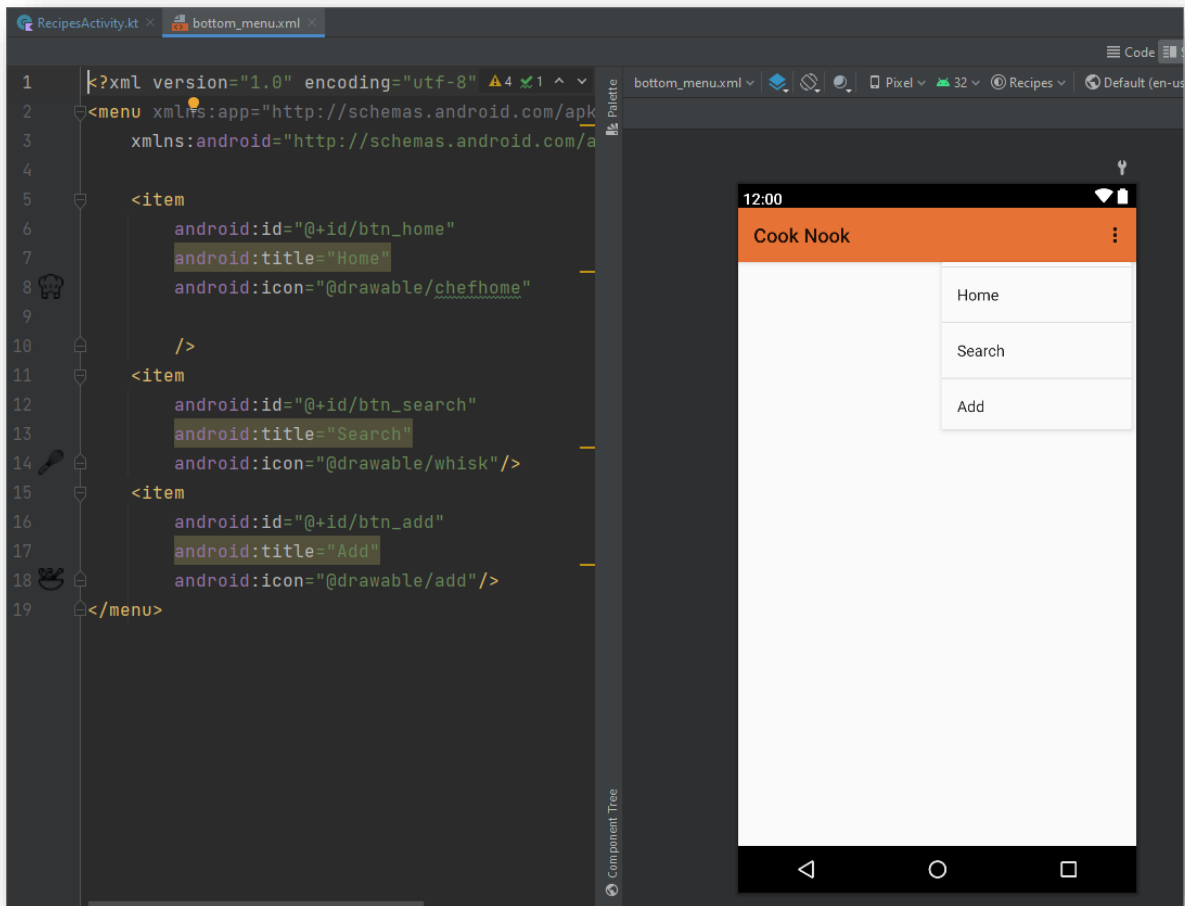 RecipesActivity.kt
bottom_menu.xml
Code
1 <?xml version="1.0" encoding="utf-8" 4 1
2 <menu xmlns:app="http://schemas.android.com/apk
3 xmlns:android="http://schemas.android.com/a
4
5 <item
6 android:id="@+id/btn_home"
7 android:title="Home"
8 android:icon="@drawable/chefhome"
9
10 />
11 <item
12 android:id="@+id/btn_search"
13 android:title="Search"
14 android:icon="@drawable/whisk"/>
15 <item
16 android:id="@+id/btn_add"
17 android:title="Add"
18 android:icon="@drawable/add"/>
19 </menu>
Palette
Component Tree
bottom_menu.xml Pixel 32 Recipes Default (en-us
12:00
Cook Nook
Home
Search
Add